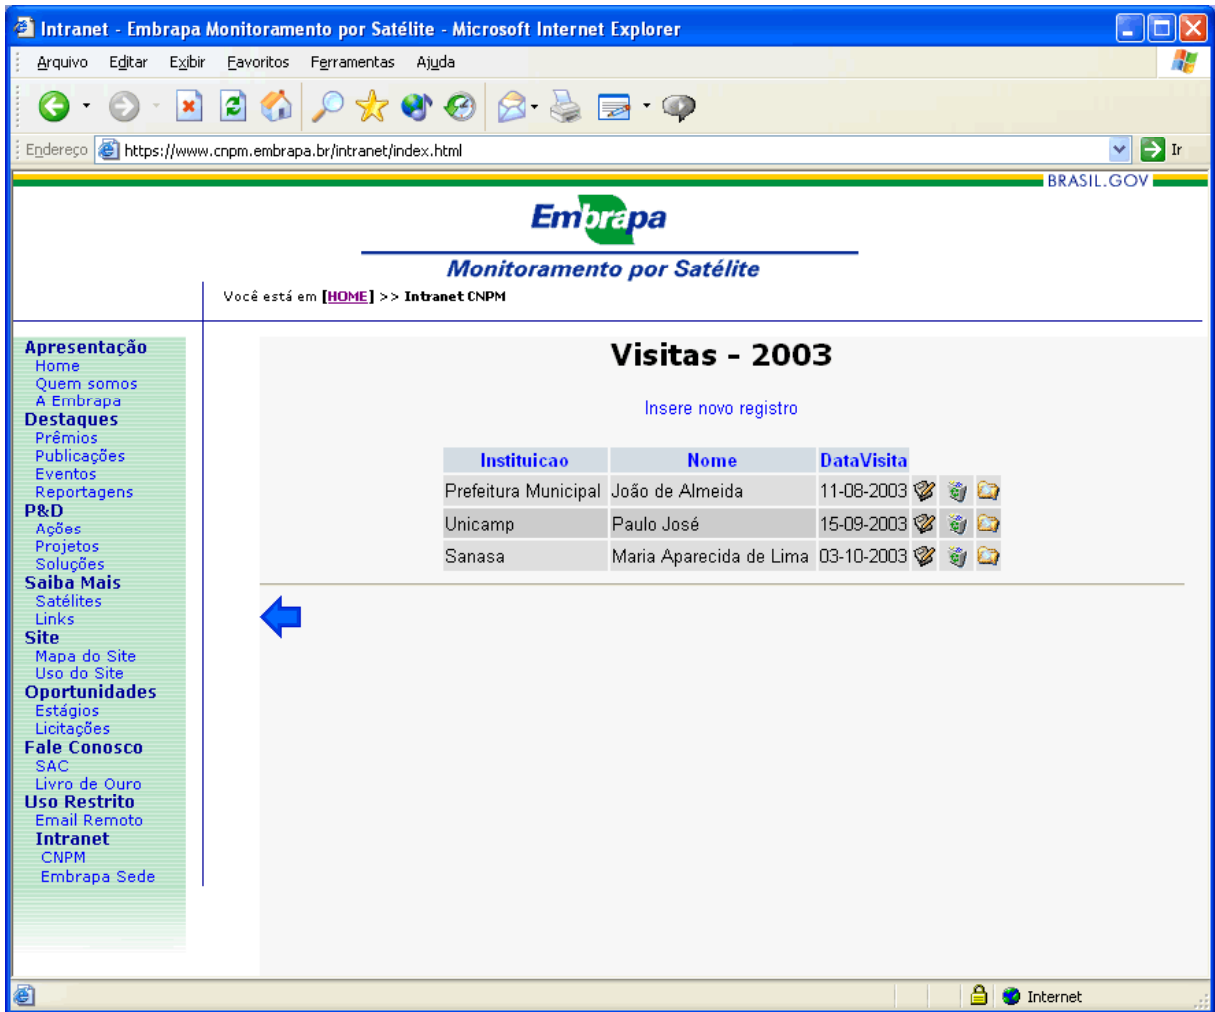 Intranet - Embrapa Monitoramento por Satélite - Microsoft Internet Explorer
Arquivo Editar Exibir Favoritos Ferramentas Ajuda
Endereço https://www.cnpm.embrapa.br/intranet/index.html Ir
BRASIL.GOV
Embrapa
Monitoramento por Satélite
Você está em [HOME] >> Intranet CNPM
Apresentação
Home
Quem somos
A Embrapa
Destaques
Prêmios
Publicações
Eventos
Reportagens
P&D
Ações
Projetos
Soluções
Saiba Mais
Satélites
Links
Site
Mapa do Site
Uso do Site
Oportunidades
Estágios
Licitações
Fale Conosco
SAC
Livro de Ouro
Uso Restrito
Email Remoto
Intranet
CNPM
Embrapa Sede
Visitas - 2003
Insere novo registro
Instituicao Nome DataVisita
Prefeitura Municipal João de Almeida 11-08-2003
Unicamp Paulo José 15-09-2003
Sanasa Maria Aparecida de Lima 03-10-2003
Internet